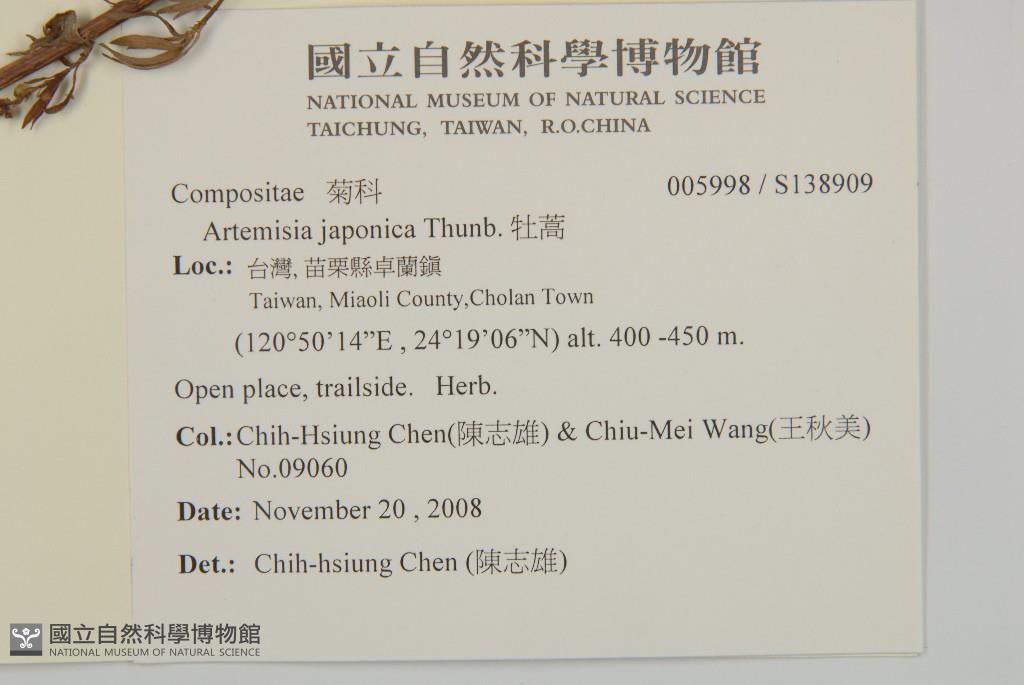 國立自然科學博物館
NATIONAL MUSEUM OF NATURAL SCIENCE
TAICHUNG, TAIWAN, R.O.CHINA
Compositae 菊科 005998 / S138909
Artemisia japonica Thunb. 牡蒿
Loc.: 台灣, 苗栗縣卓蘭鎭
Taiwan, Miaoli County,Cholan Town
(120°50’14”E , 24°19’06”N) alt. 400 -450 m.
Open place, trailside. Herb.
Col.: Chih-Hsiung Chen(陳志雄) & Chiu-Mei Wang(王秋美)
No.09060
Date: November 20 , 2008
Det.: Chih-hsiung Chen (陳志雄)
國立自然科學博物館
NATIONAL MUSEUM OF NATURAL SCIENCE